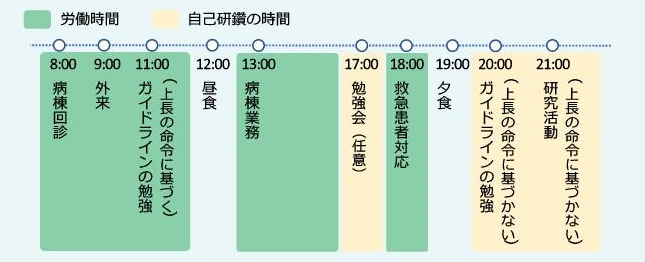 労働時間
自己研鑽の時間
8:00
病棟回診
9:00
外来
11:00
ガイドラインの勉強
(上長の命令に基づく)
12:00
昼食
13:00
病棟業務
17:00
勉強会(任意)
18:00
救急患者対応
19:00
夕食
20:00
ガイドラインの勉強
(上長の命令に基づかない)
21:00
研究活動
(上長の命令に基づかない)